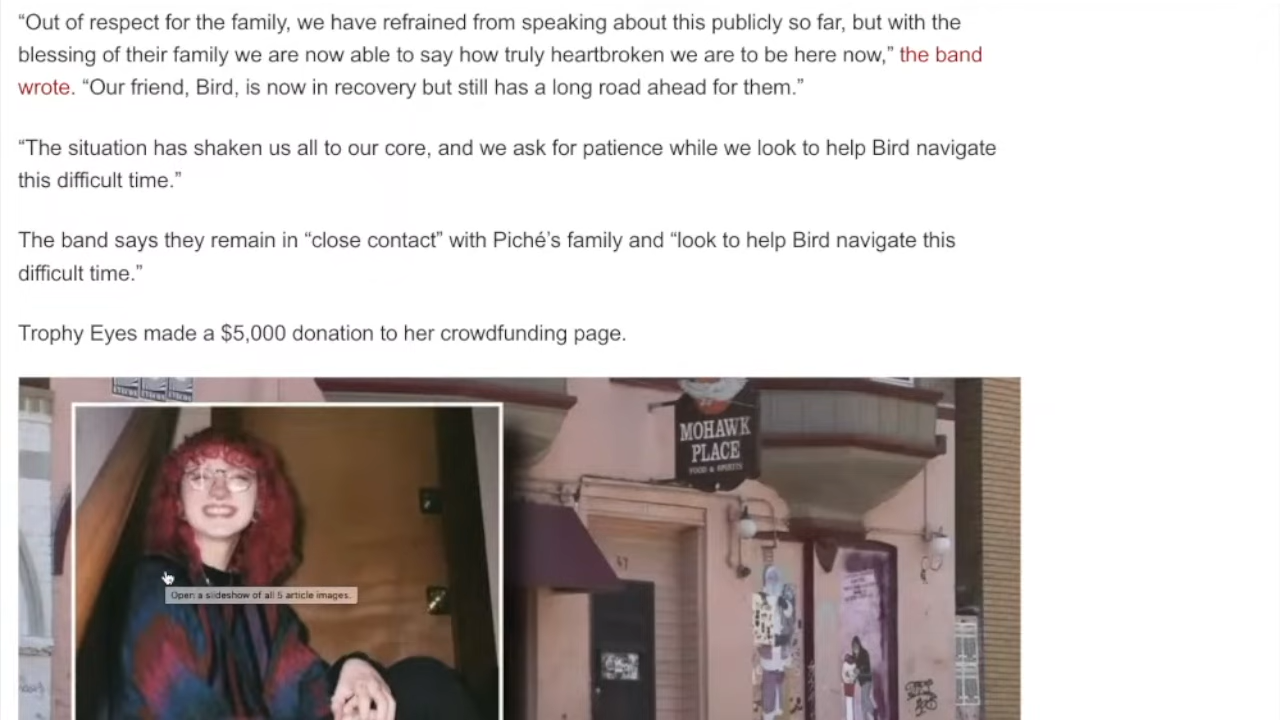 “Out of respect for the family, we have refrained from speaking about this publicly so far, but with the
blessing of their family we are now able to say how truly heartbroken we are to be here now,” the band
wrote. “Our friend, Bird, is now in recovery but still has a long road ahead for them.”
“The situation has shaken us all to our core, and we ask for patience while we look to help Bird navigate
this difficult time.”
The band says they remain in “close contact” with Piché’s family and “look to help Bird navigate this
difficult time.”
Trophy Eyes made a $5,000 donation to her crowdfunding page.
MOHAWK
PLACE
FOOD & SPIRITS
47
Open a slideshow of all 5 article images.